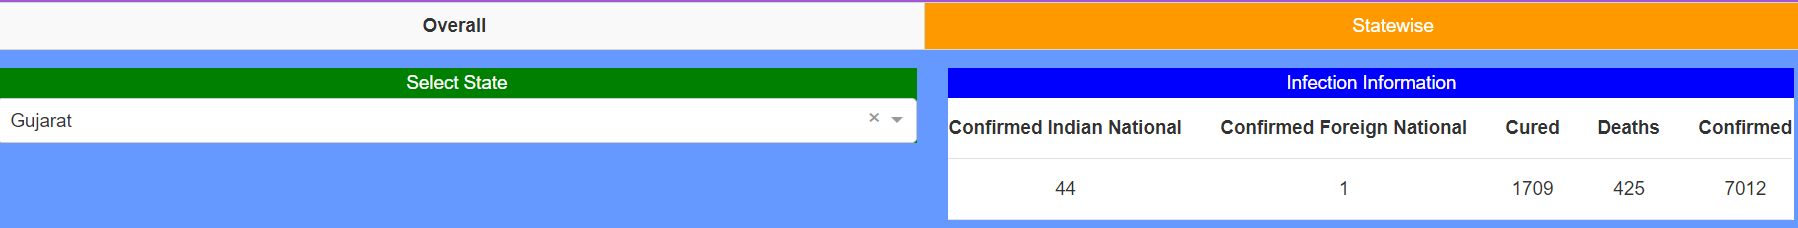 Overall Statewise
Select State
Gujarat ×
Infection Information
Confirmed Indian National Confirmed Foreign National Cured Deaths Confirmed
44 1 1709 425 7012